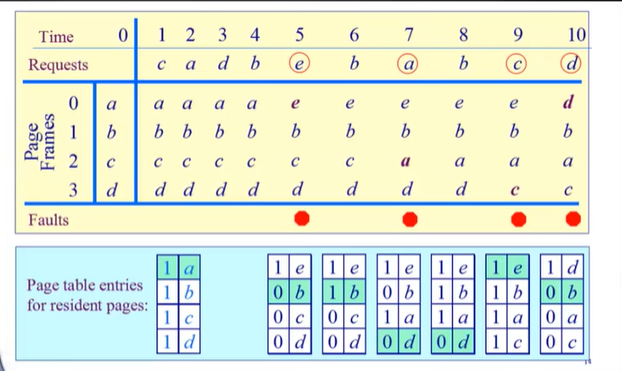 Time 0 1 2 3 4 5 6 7 8 9 10
Requests c a d b e b a b c d
Page Frames
0 a a a a a e e e e e d
1 b b b b b b b b b b b
2 c c c c c c c a a a a
3 d d d d d d d d d c c
Faults
Page table entries
for resident pages:
1 a 1 e 1 e 1 e 1 e 1 e 1 d
1 b 0 b 1 b 0 b 1 b 1 b 0 b
1 c 0 c 0 c 1 a 1 a 1 a 0 a
1 d 0 d 0 d 0 d 0 d 1 c 0 c